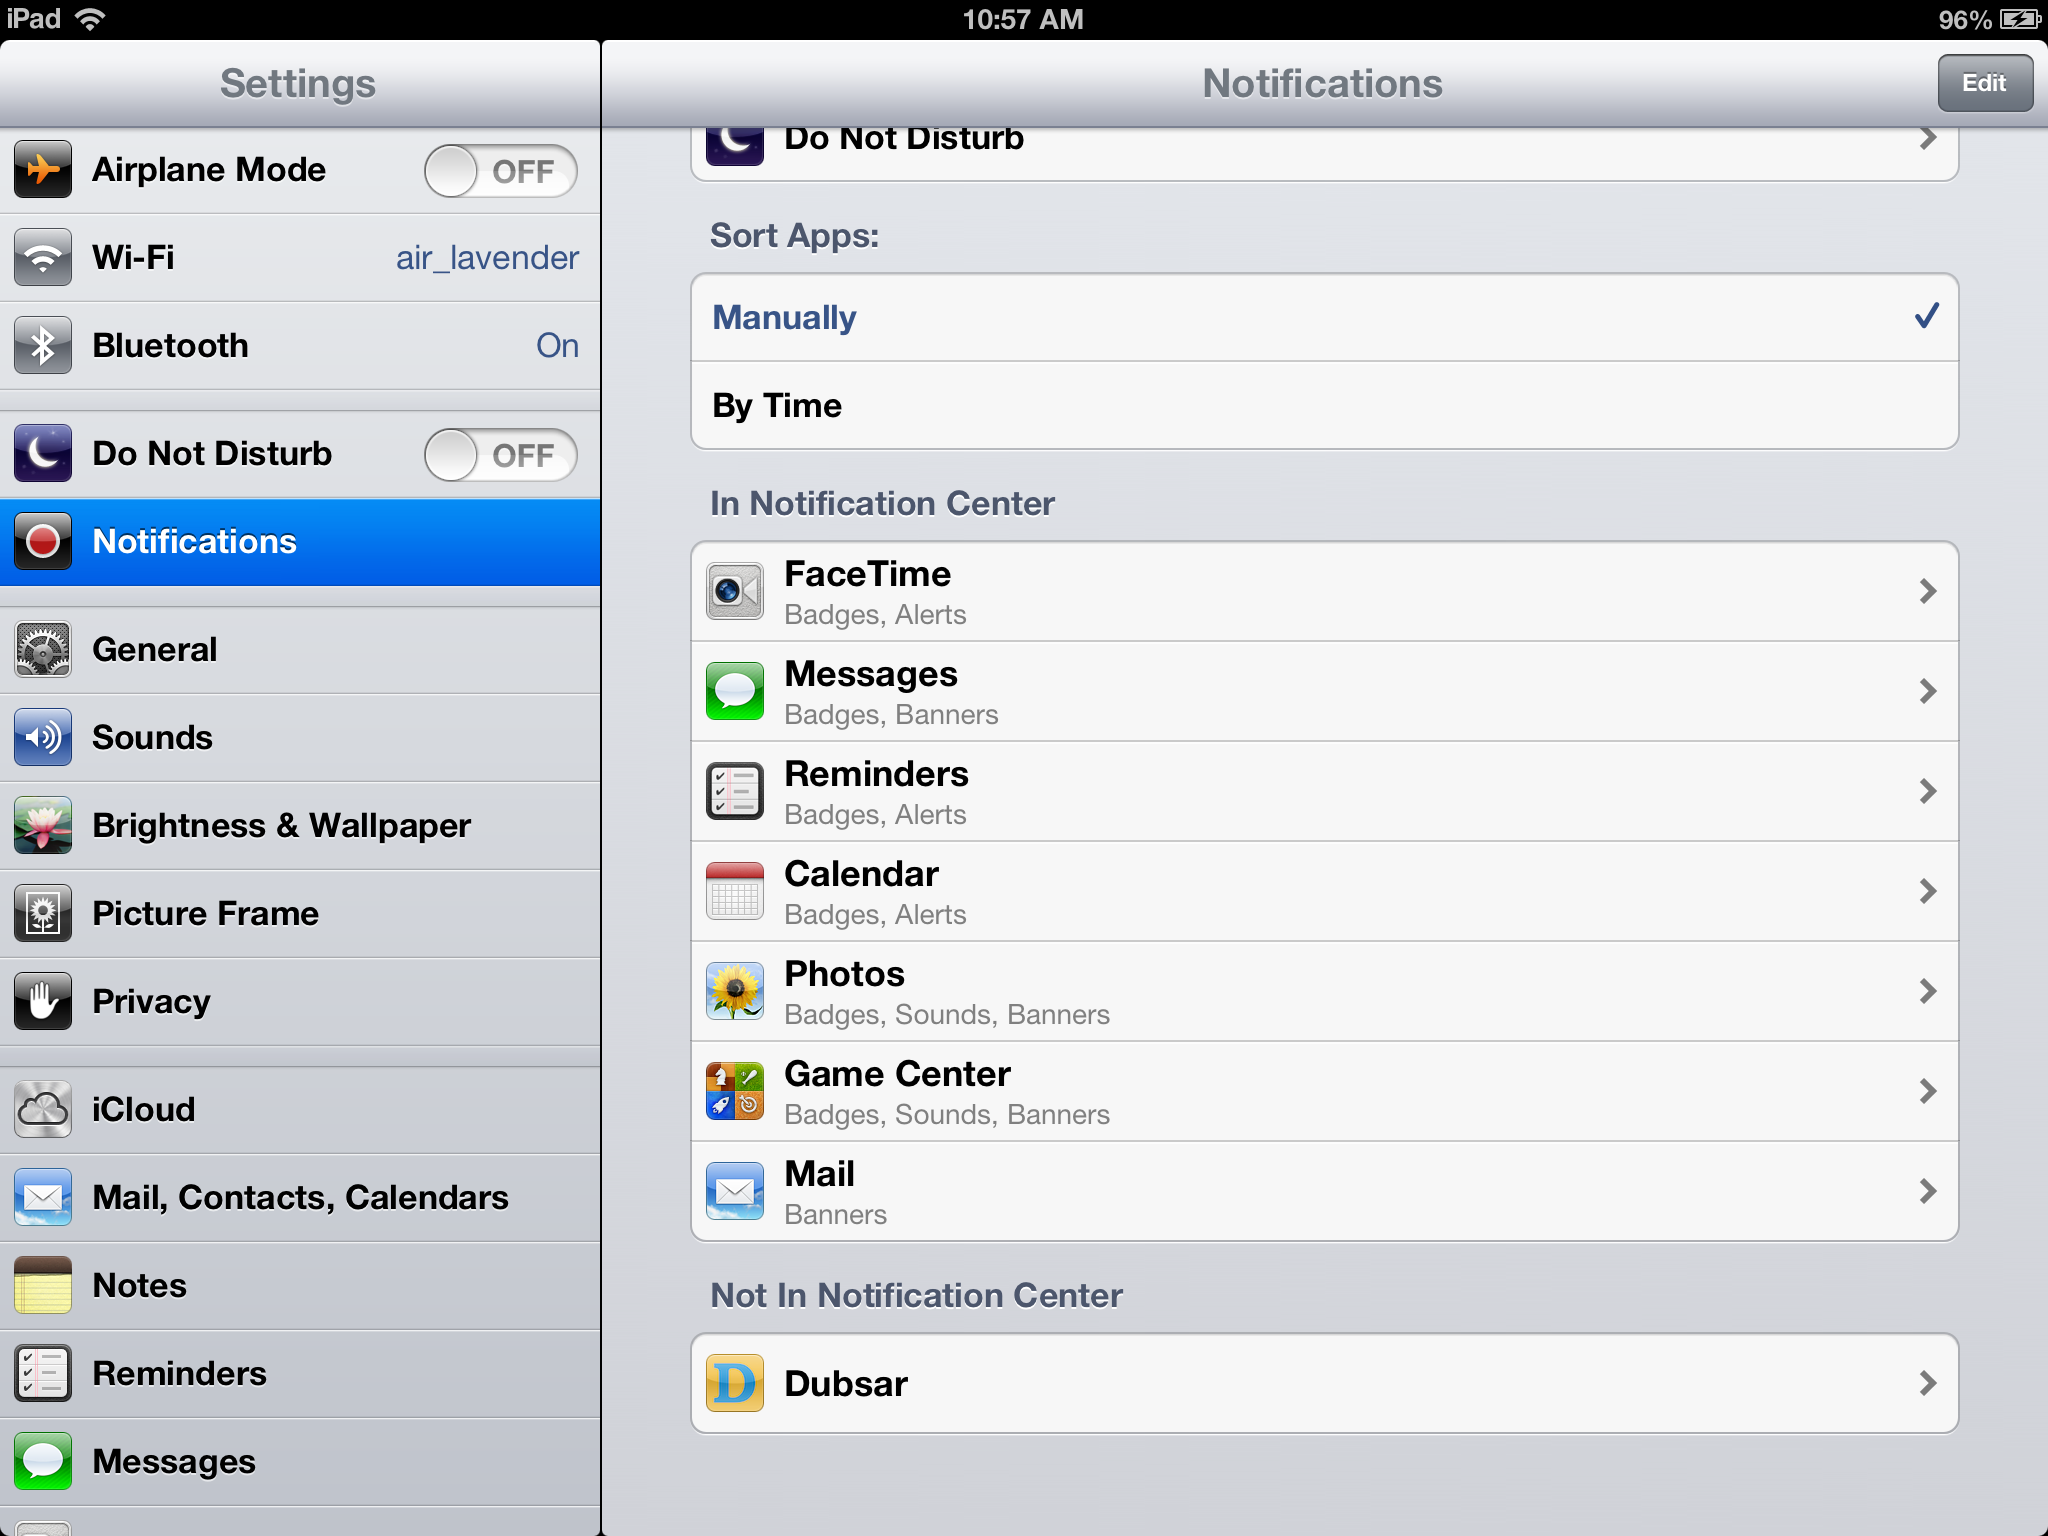 iPad
10:57 AM
96%
Settings
Airplane Mode OFF
Wi-Fi air_lavender
Bluetooth On
Do Not Disturb OFF
Notifications
General
Sounds
Brightness & Wallpaper
Picture Frame
Privacy
iCloud
Mail, Contacts, Calendars
Notes
Reminders
Messages
Notifications
Edit
Do Not Disturb
Sort Apps:
Manually
By Time
In Notification Center
FaceTime
Badges, Alerts
Messages
Badges, Banners
Reminders
Badges, Alerts
Calendar
Badges, Alerts
Photos
Badges, Sounds, Banners
Game Center
Badges, Sounds, Banners
Mail
Banners
Not In Notification Center
D
Dubsar